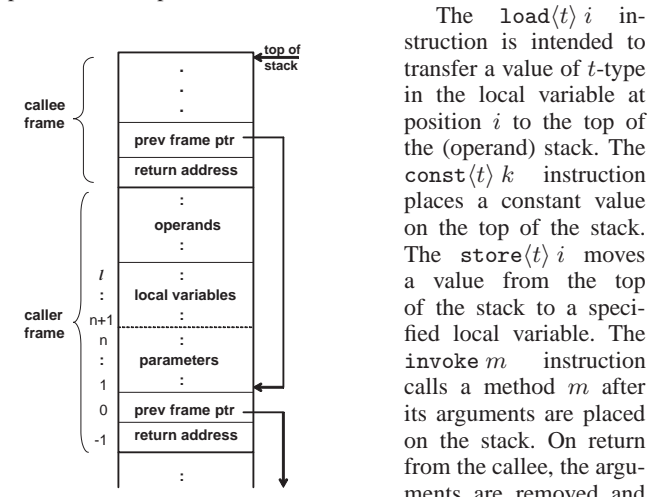 top of
stack
.
.
.
callee
frame
prev frame ptr
return address
:
operands
:
l
:
local variables
:
n+1
:
caller
frame
n
:
parameters
:
1
0
prev frame ptr
-1
return address
:
The load⟨t⟩ i in-
struction is intended to
transfer a value of t-type
in the local variable at
position i to the top of
the (operand) stack. The
const⟨t⟩ k instruction
places a constant value
on the top of the stack.
The store⟨t⟩ i moves
a value from the top
of the stack to a speci-
fied local variable. The
invoke m instruction
calls a method m after
its arguments are placed
on the stack. On return
from the callee, the argu-
ments are removed and